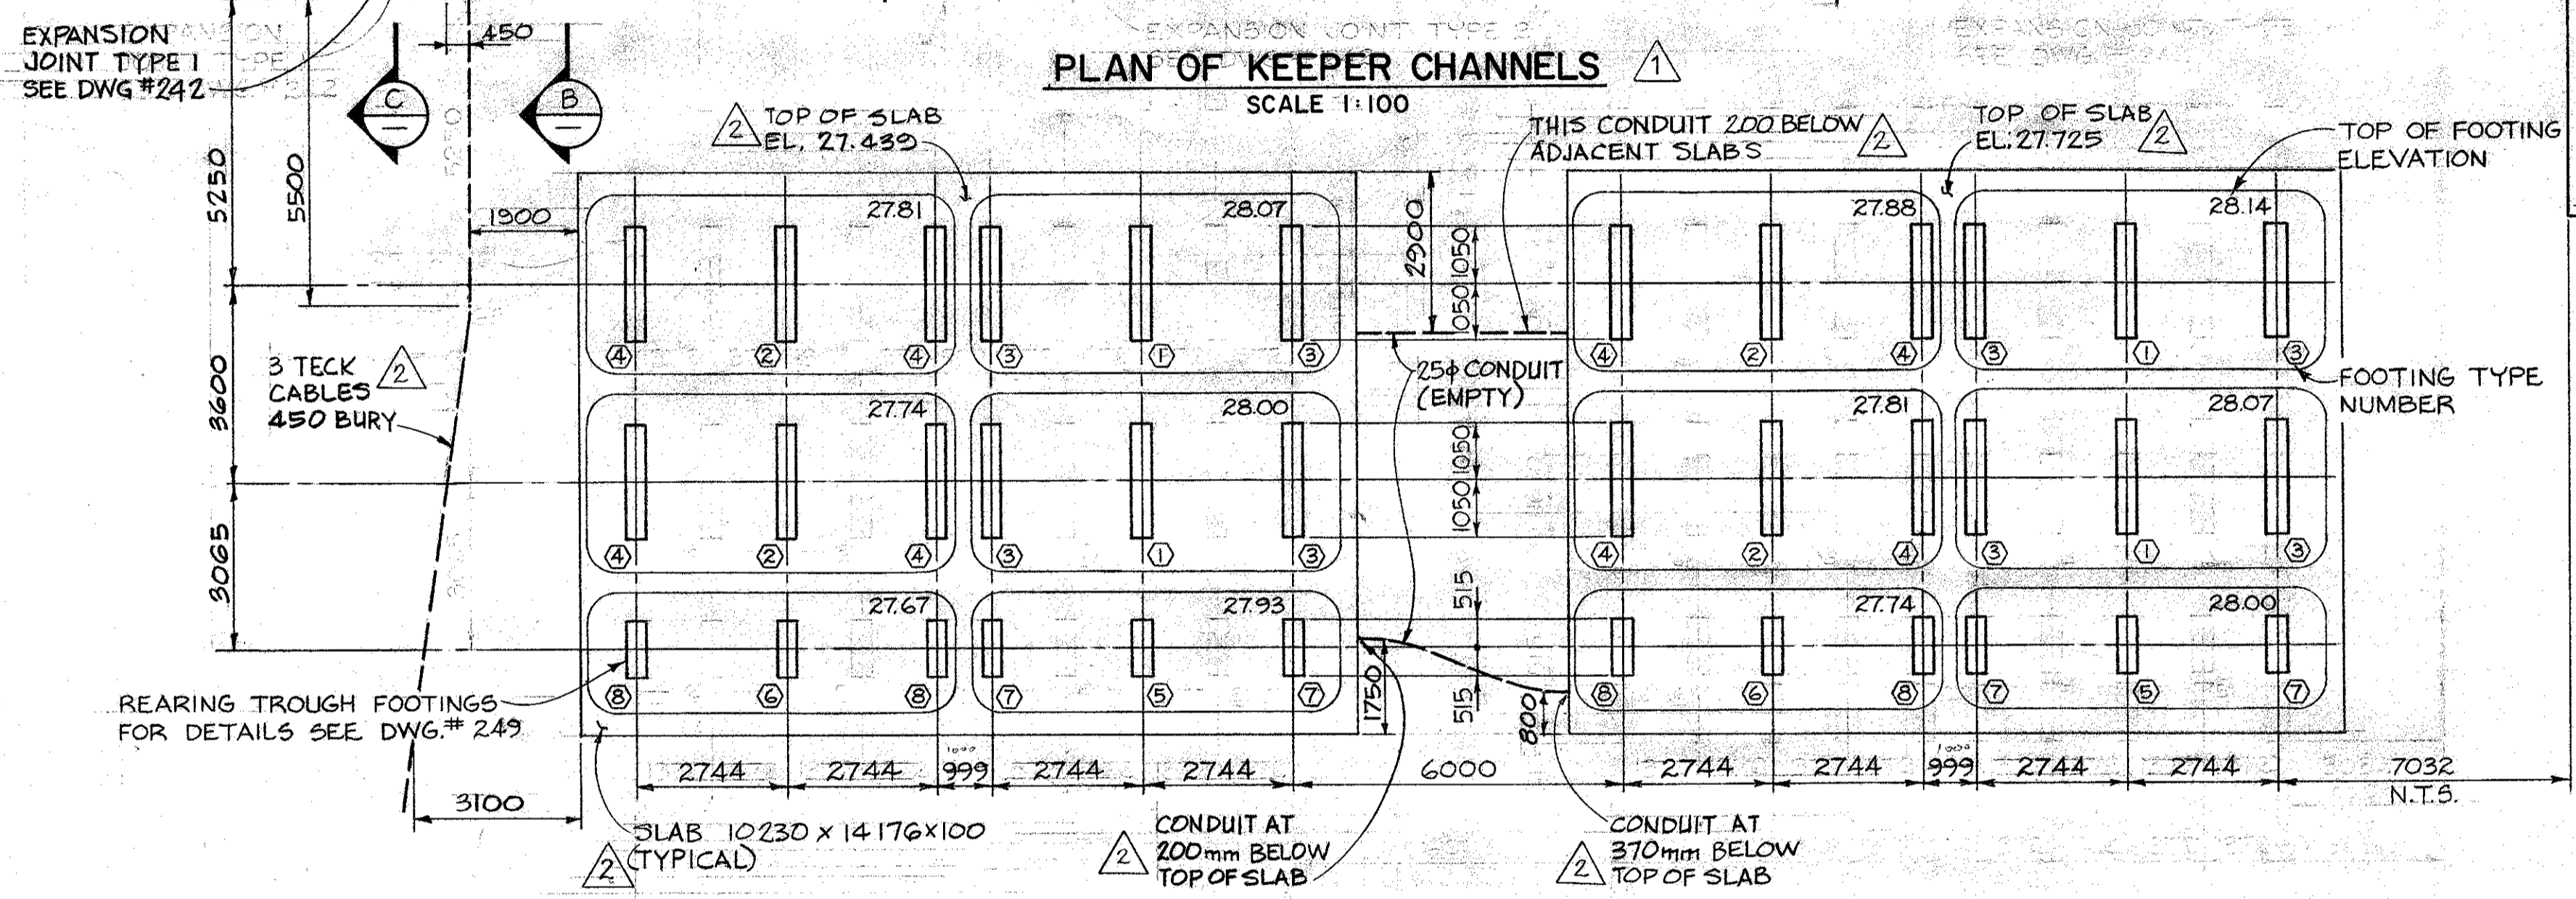 EXPANSION
JOINT TYPE 1
SEE DWG #242
450
C
B
PLAN OF KEEPER CHANNELS 1
SCALE 1:100
EXPANSION JOINT TYPE 2
2 TOP OF SLAB
EL. 27.439
THIS CONDUIT 200 BELOW 2
ADJACENT SLABS
TOP OF SLAB 2
EL: 27.725
TOP OF FOOTING
ELEVATION
5250
5500
1900
27.81
28.07
2900
1050
1050
27.88
28.14
4
2
4
3
1
3
4
2
4
3
1
3
3 TECK 2
CABLES
450 BURY
3600
25φ CONDUIT
(EMPTY)
FOOTING TYPE
NUMBER
27.74
28.00
1050
1050
27.81
28.07
4
2
4
3
1
3
4
2
4
3
1
3
3065
27.67
27.93
515
515
27.74
28.00
8
6
8
7
5
7
8
6
8
7
5
7
1750
800
REARING TROUGH FOOTINGS
FOR DETAILS SEE DWG.# 249
2744
2744
1000
999
2744
2744
6000
2744
2744
1000
999
2744
2744
7032
N.T.S.
3100
SLAB 10230 x 14176x100
2 (TYPICAL)
CONDUIT AT
2 200mm BELOW
TOP OF SLAB
CONDUIT AT
2 370mm BELOW
TOP OF SLAB